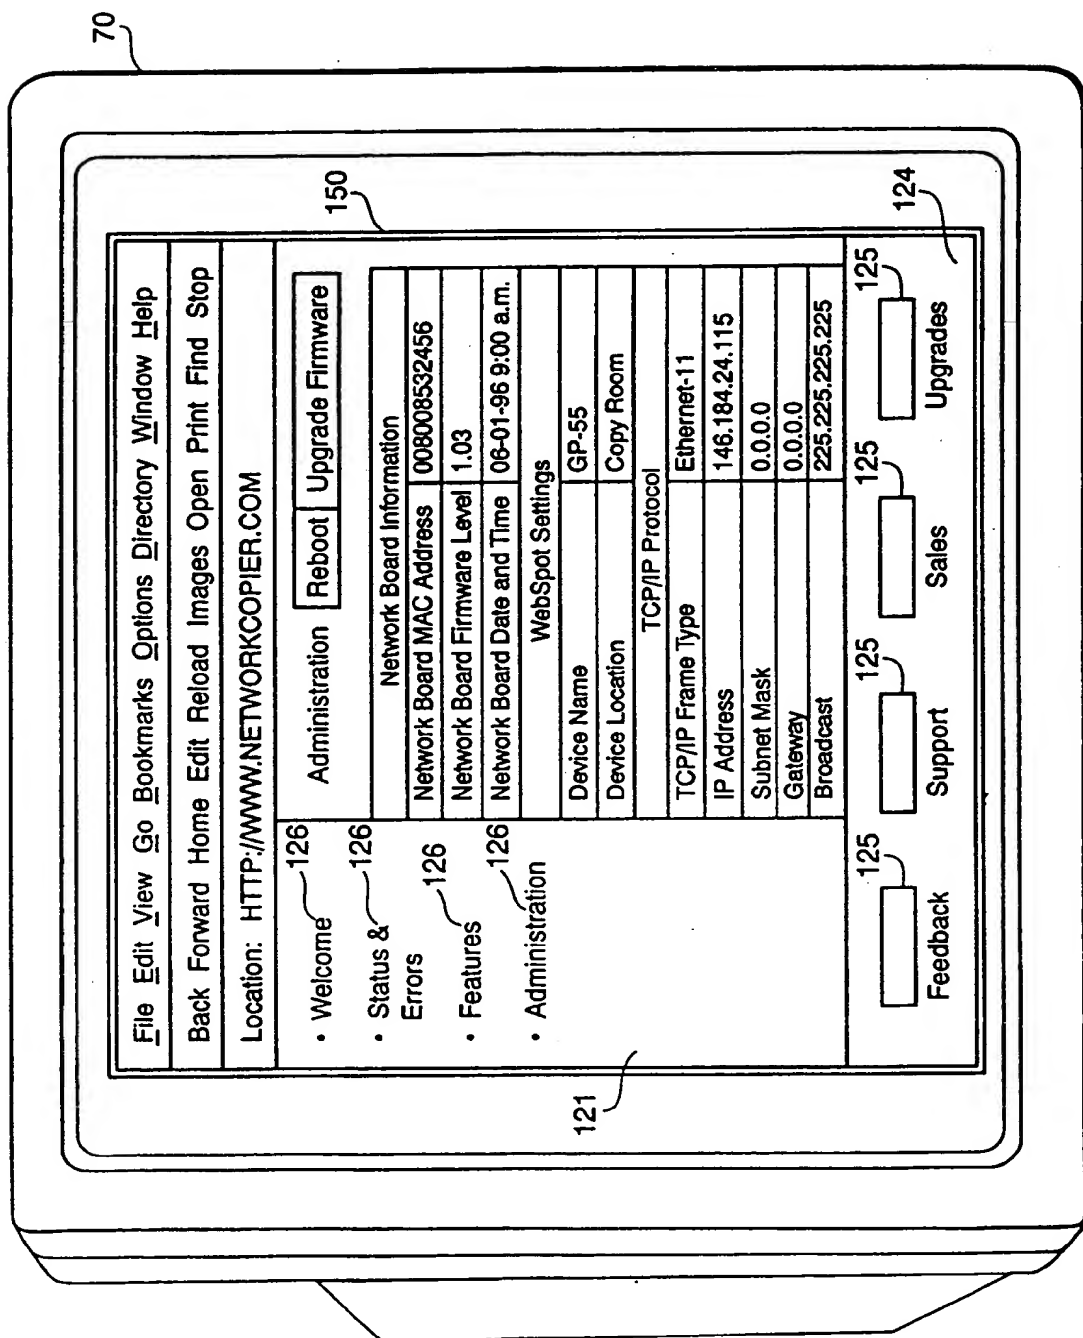 70
File Edit View Go Bookmarks Options Directory Window Help
Back Forward Home Edit Reload Images Open Print Find Stop
Location: HTTP://WWW.NETWORKCOPIER.COM
150
• Welcome 126
• Status & 126
Errors
• Features 126
• Administration 126
121
Administration Reboot Upgrade Firmware
Network Board Information
Network Board MAC Address 008008532456
Network Board Firmware Level 1.03
Network Board Date and Time 06-01-96 9:00 a.m.
WebSpot Settings
Device Name GP-55
Device Location Copy Room
TCP/IP Protocol
TCP/IP Frame Type Ethernet-11
IP Address 146.184.24.115
Subnet Mask 0.0.0.0
Gateway 0.0.0.0
Broadcast 225.225.225.225
125 125 125 125
Feedback Support Sales Upgrades
124